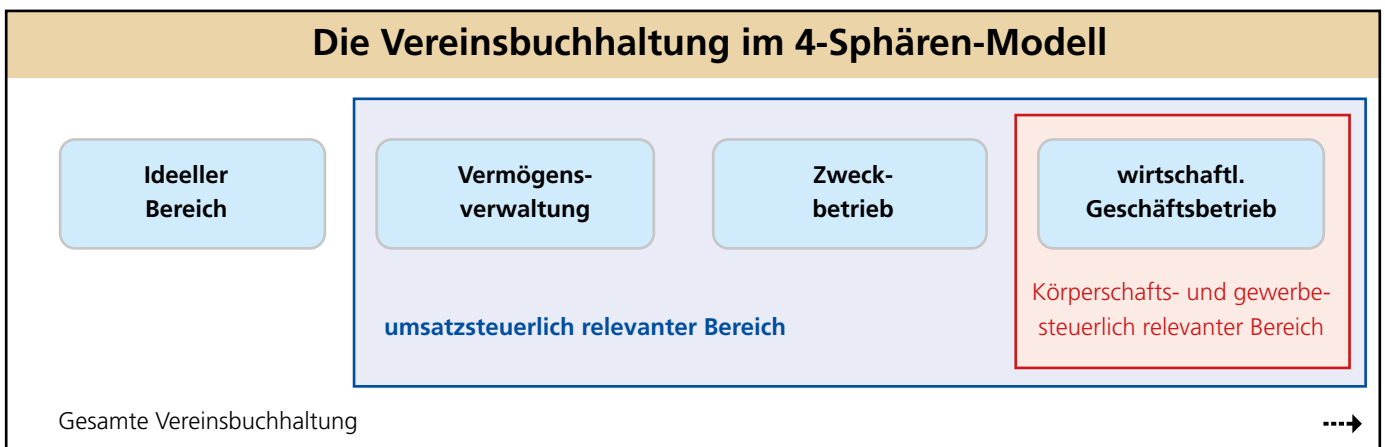 Die Vereinsbuchhaltung im 4-Sphären-Modell
Ideeller
Bereich
Vermögens-
verwaltung
Zweck-
betrieb
wirtschaftl.
Geschäftsbetrieb
umsatzsteuerlich relevanter Bereich
Körperschafts- und gewerbe-
steuerlich relevanter Bereich
Gesamte Vereinsbuchhaltung